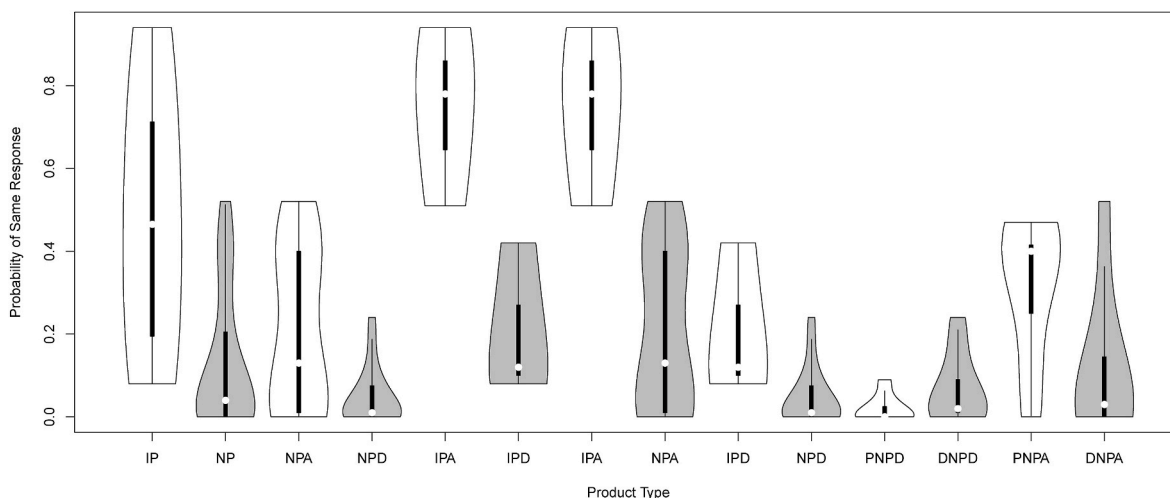 Probability of Same Response
0.8
0.6
0.4
0.2
0.0
IP NP NPA NPD IPA IPD IPA NPA IPD NPD PNPD DNPD PNPA DNPA
Product Type